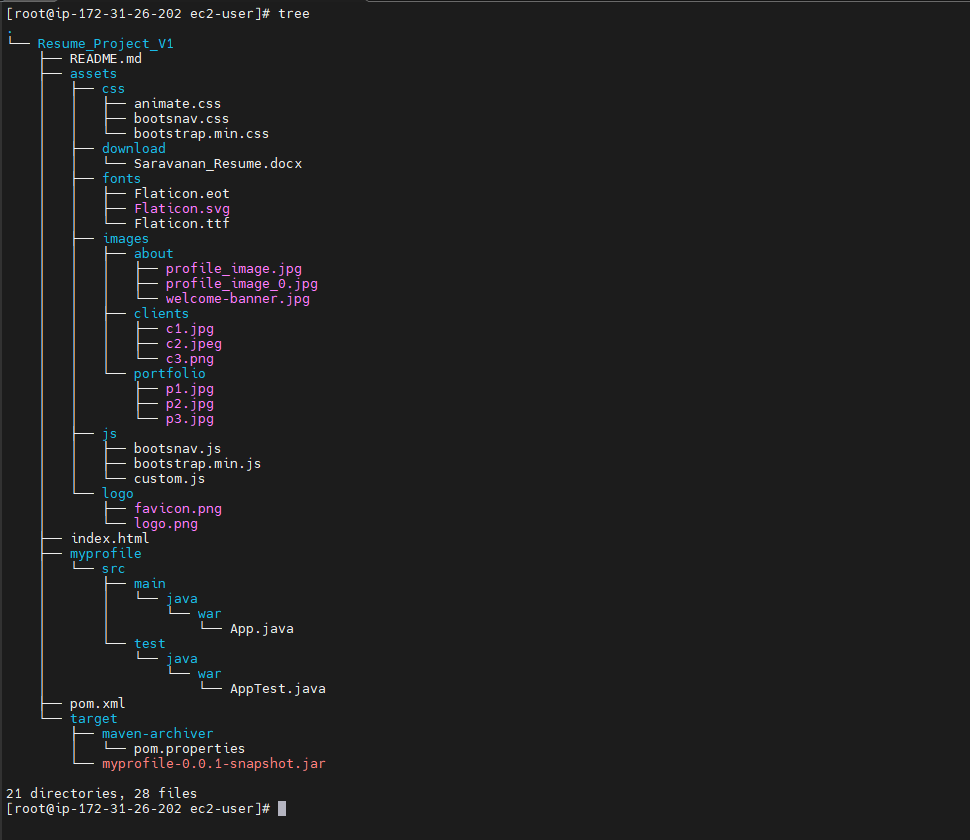 [root@ip-172-31-26-202 ec2-user]# tree
.
└── Resume_Project_V1
    ├── README.md
    ├── assets
    │   ├── css
    │   │   ├── animate.css
    │   │   ├── bootsnav.css
    │   │   └── bootstrap.min.css
    │   ├── download
    │   │   └── Saravanan_Resume.docx
    │   ├── fonts
    │   │   ├── Flaticon.eot
    │   │   ├── Flaticon.svg
    │   │   └── Flaticon.ttf
    │   ├── images
    │   │   ├── about
    │   │   │   ├── profile_image.jpg
    │   │   │   ├── profile_image_0.jpg
    │   │   │   └── welcome-banner.jpg
    │   │   ├── clients
    │   │   │   ├── c1.jpg
    │   │   │   ├── c2.jpeg
    │   │   │   └── c3.png
    │   │   └── portfolio
    │   │       ├── p1.jpg
    │   │       ├── p2.jpg
    │   │       └── p3.jpg
    │   ├── js
    │   │   ├── bootsnav.js
    │   │   ├── bootstrap.min.js
    │   │   └── custom.js
    │   └── logo
    │       ├── favicon.png
    │       └── logo.png
    ├── index.html
    ├── myprofile
    │   └── src
    │       ├── main
    │       │   └── java
    │       │       └── war
    │       │           └── App.java
    │       └── test
    │           └── java
    │               └── war
    │                   └── AppTest.java
    ├── pom.xml
    └── target
        ├── maven-archiver
        │   └── pom.properties
        └── myprofile-0.0.1-snapshot.jar
21 directories, 28 files
[root@ip-172-31-26-202 ec2-user]#